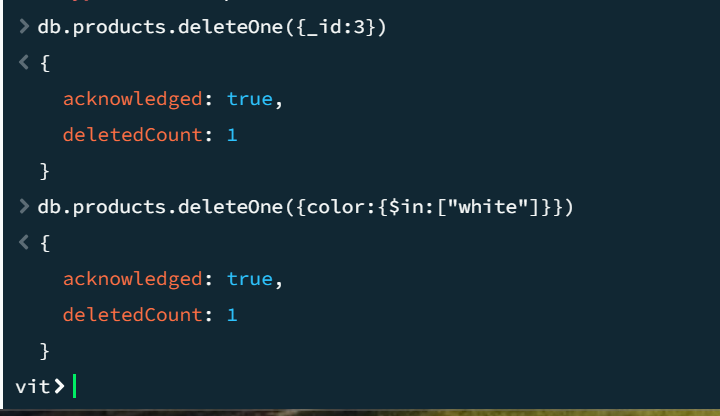 > db.products.deleteOne({_id:3})
< {
acknowledged: true,
deletedCount: 1
}
> db.products.deleteOne({color:{$in:["white"]}})
< {
acknowledged: true,
deletedCount: 1
}
vit>